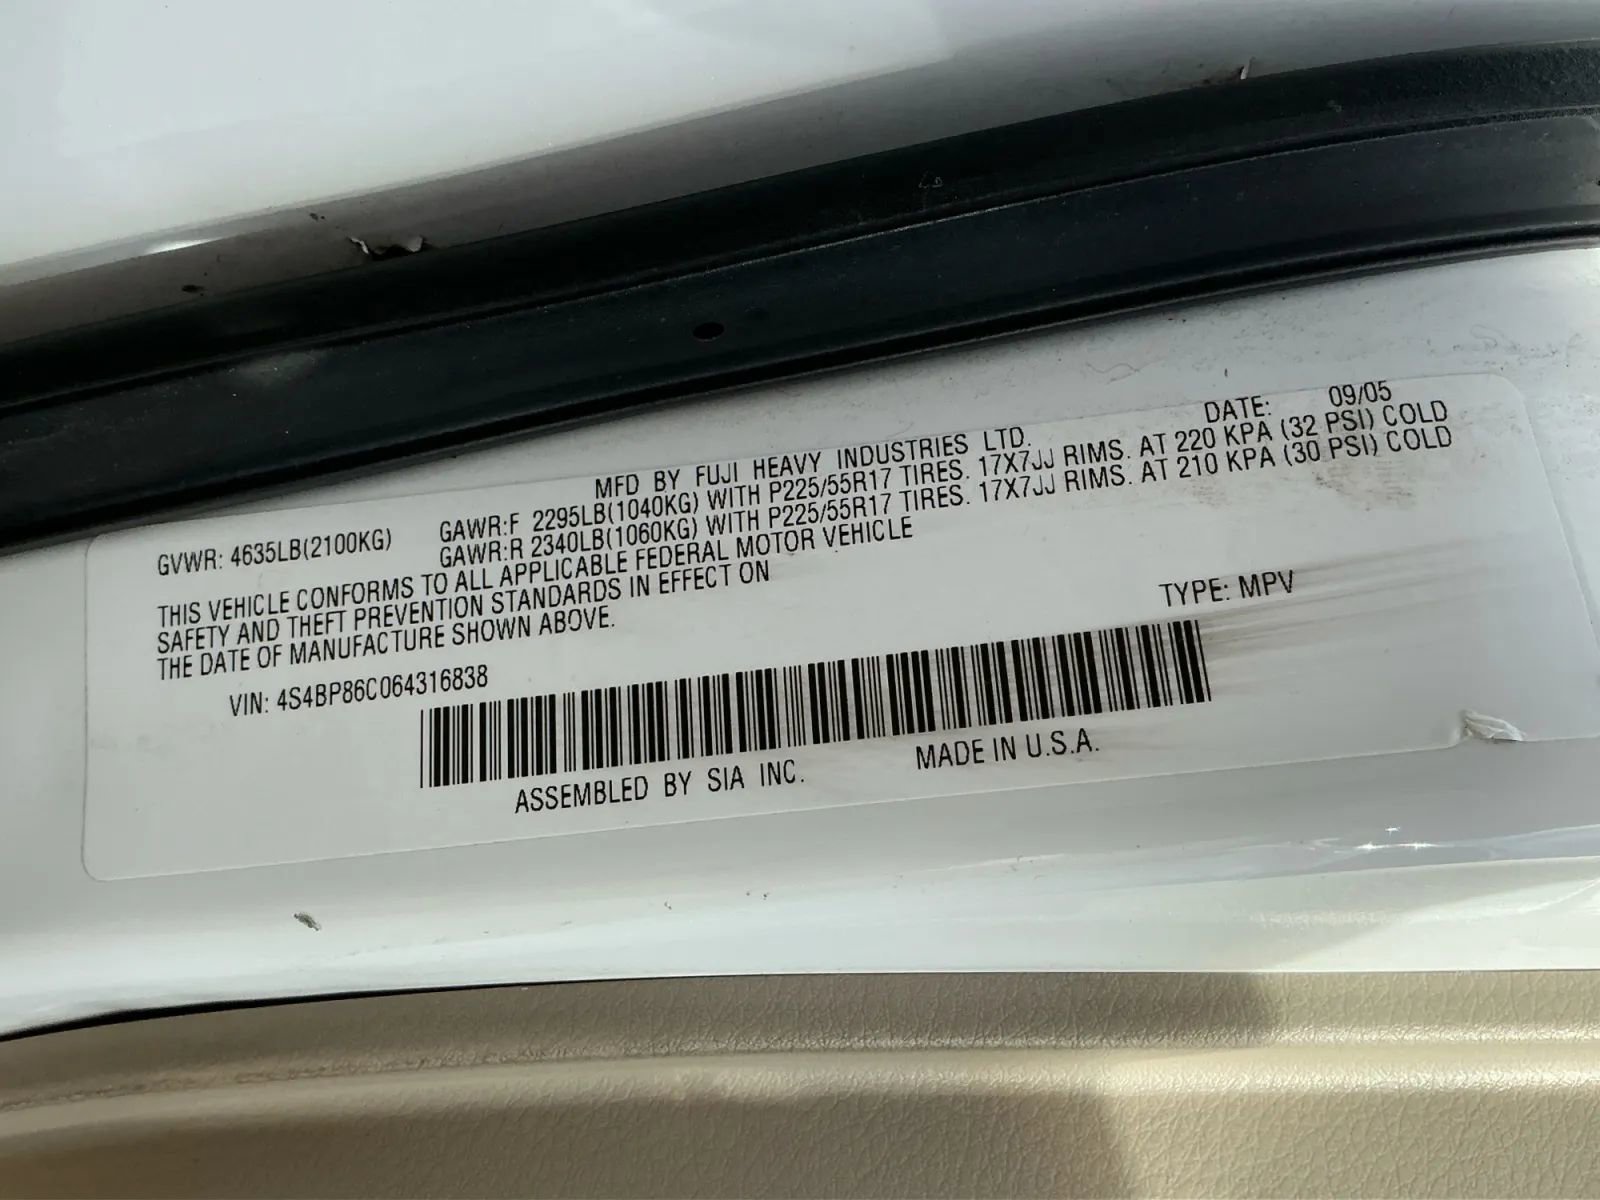 MFD BY FUJI HEAVY INDUSTRIES LTD. DATE: 09/05
GVWR: 4635LB(2100KG) GAWR:F 2295LB(1040KG) WITH P225/55R17 TIRES. 17X7JJ RIMS. AT 220 KPA (32 PSI) COLD
GAWR:R 2340LB(1060KG) WITH P225/55R17 TIRES. 17X7JJ RIMS. AT 210 KPA (30 PSI) COLD
THIS VEHICLE CONFORMS TO ALL APPLICABLE FEDERAL MOTOR VEHICLE
SAFETY AND THEFT PREVENTION STANDARDS IN EFFECT ON
THE DATE OF MANUFACTURE SHOWN ABOVE.
VIN: 4S4BP86C064316838 TYPE: MPV
ASSEMBLED BY SIA INC. MADE IN U.S.A.